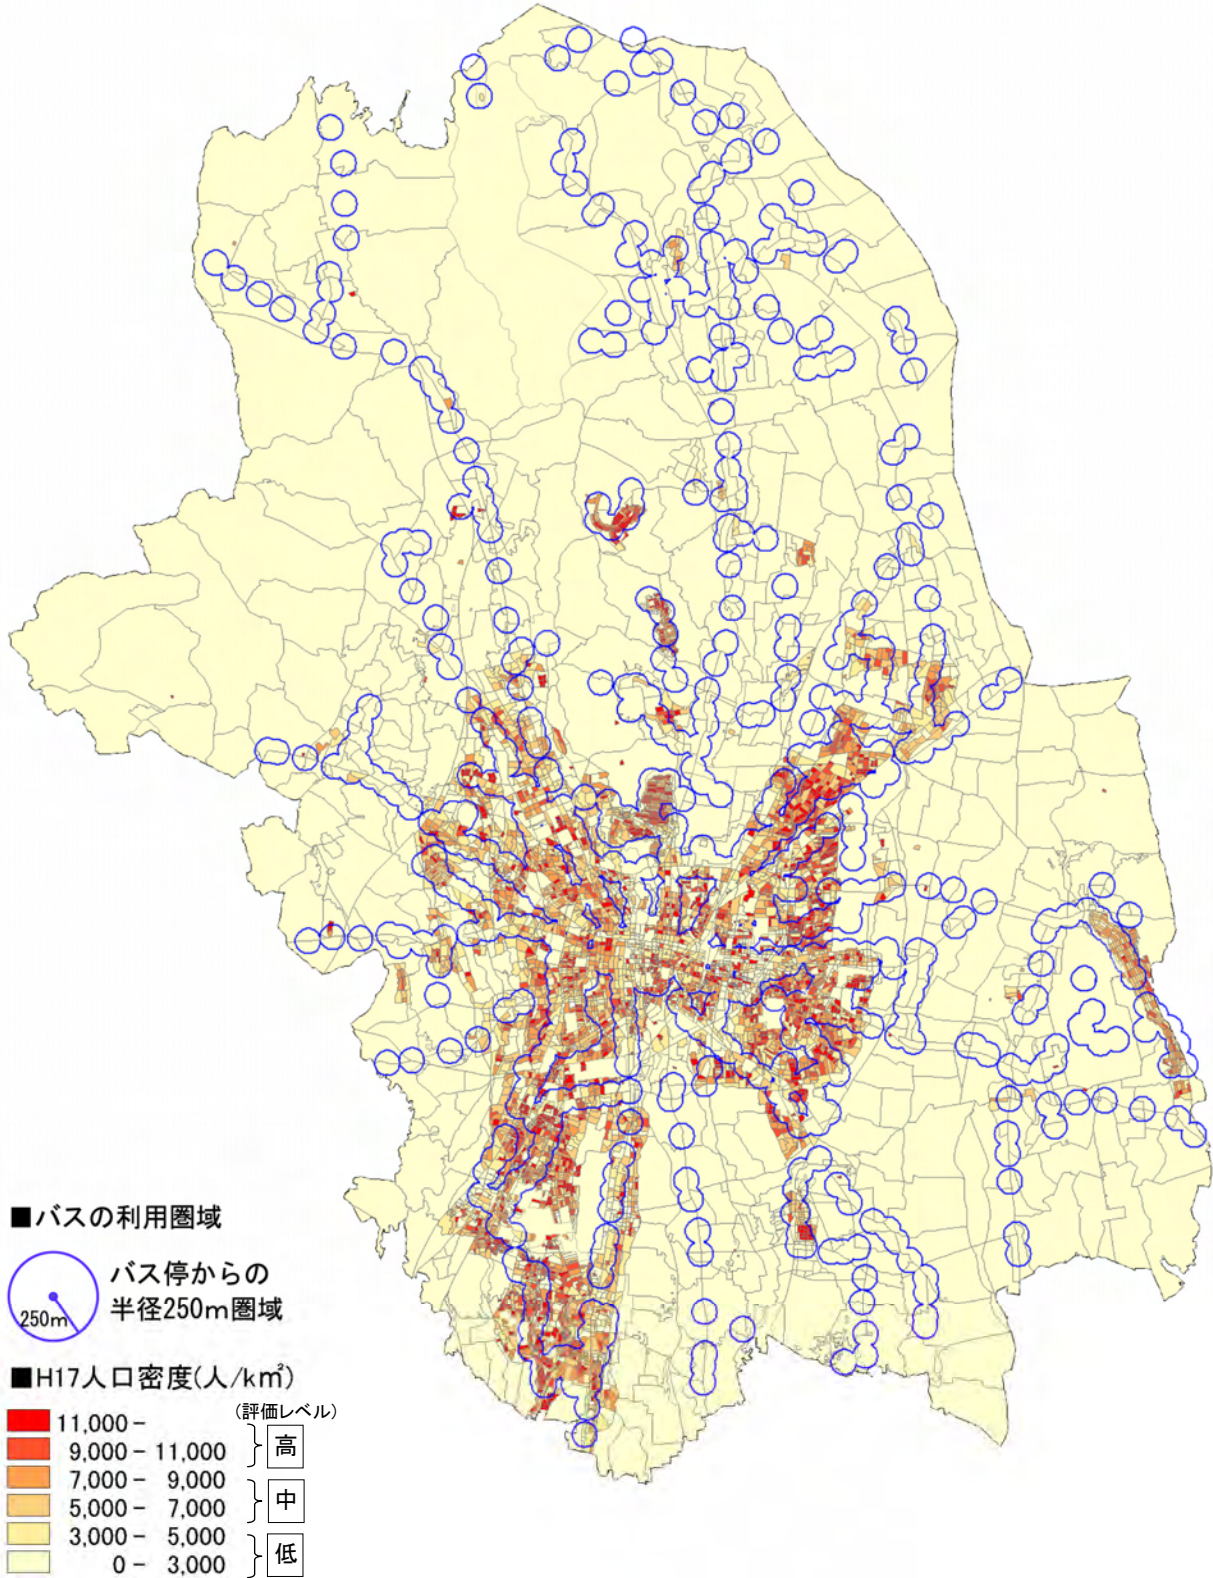 ■バスの利用圏域
バス停からの
半径250m圏域
250m
■H17人口密度(人/k㎡)
(評価レベル)
11,000 -
9,000 - 11,000
高
7,000 - 9,000
5,000 - 7,000
中
3,000 - 5,000
0 - 3,000
低